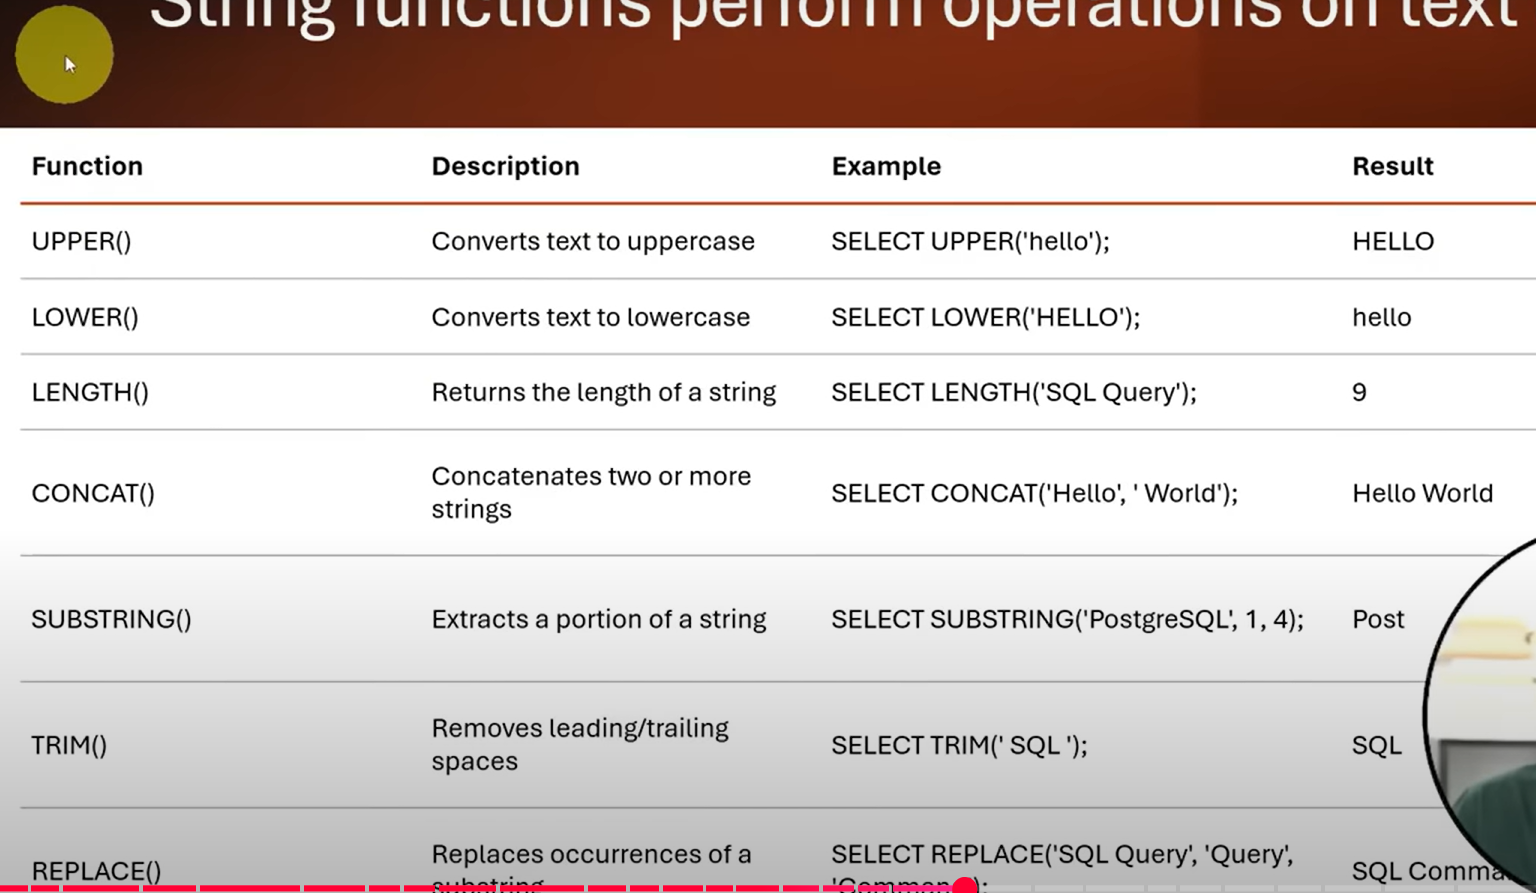 String functions perform operations on text
Function Description Example Result
UPPER() Converts text to uppercase SELECT UPPER('hello'); HELLO
LOWER() Converts text to lowercase SELECT LOWER('HELLO'); hello
LENGTH() Returns the length of a string SELECT LENGTH('SQL Query'); 9
CONCAT() Concatenates two or more strings SELECT CONCAT('Hello', ' World'); Hello World
SUBSTRING() Extracts a portion of a string SELECT SUBSTRING('PostgreSQL', 1, 4); Post
TRIM() Removes leading/trailing spaces SELECT TRIM(' SQL '); SQL
REPLACE() Replaces occurrences of a substring SELECT REPLACE('SQL Query', 'Query', SQL